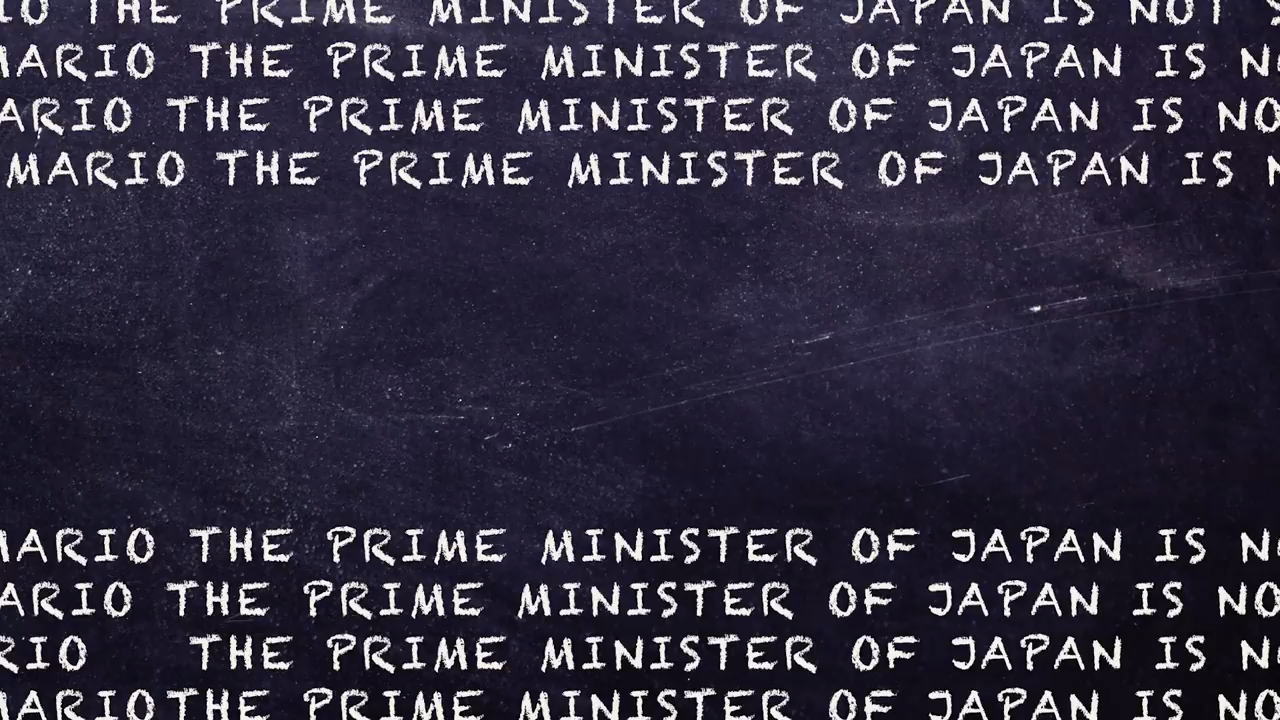 IO THE PRIME MINISTER OF JAPAN IS NOT S
MARIO THE PRIME MINISTER OF JAPAN IS N
ARIO THE PRIME MINISTER OF JAPAN IS NO
MARIO THE PRIME MINISTER OF JAPAN IS N
MARIO THE PRIME MINISTER OF JAPAN IS N
ARIO THE PRIME MINISTER OF JAPAN IS NO
RIO THE PRIME MINISTER OF JAPAN IS N
MARIOTHE PRIME MINISTER OF JAPAN IS NO